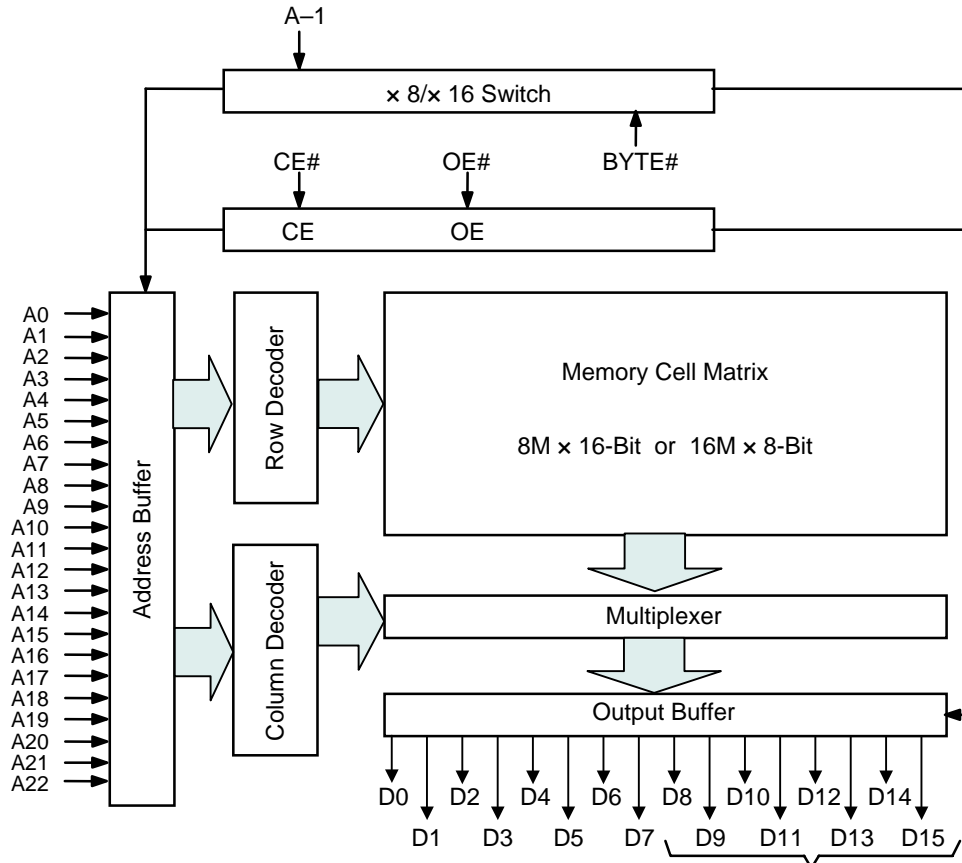 A–1
× 8/× 16 Switch
CE#
OE#
BYTE#
CE
OE
A0
A1
A2
A3
A4
A5
A6
A7
A8
A9
A10
A11
A12
A13
A14
A15
A16
A17
A18
A19
A20
A21
A22
Address Buffer
Row Decoder
Column Decoder
Memory Cell Matrix
8M × 16-Bit or 16M × 8-Bit
Multiplexer
Output Buffer
D0 D2 D4 D6 D8 D10 D12 D14
D1 D3 D5 D7 D9 D11 D13 D15